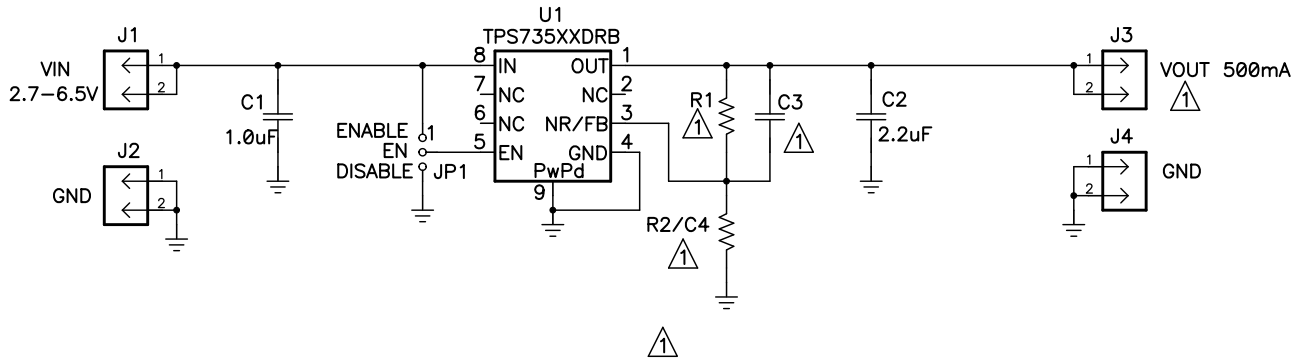 U1
TPS735XXDRB
J1
VIN
2.7-6.5V
1
2
J2
GND
1
2
C1
1.0uF
ENABLE
1
EN
DISABLE
JP1
8
IN
7
NC
6
NC
5
EN
OUT
1
NC
2
NR/FB
3
GND
4
PwPd
9
R1
1
C3
1
R2/C4
1
C2
2.2uF
J3
1
2
VOUT 500mA
1
J4
1
2
GND
1